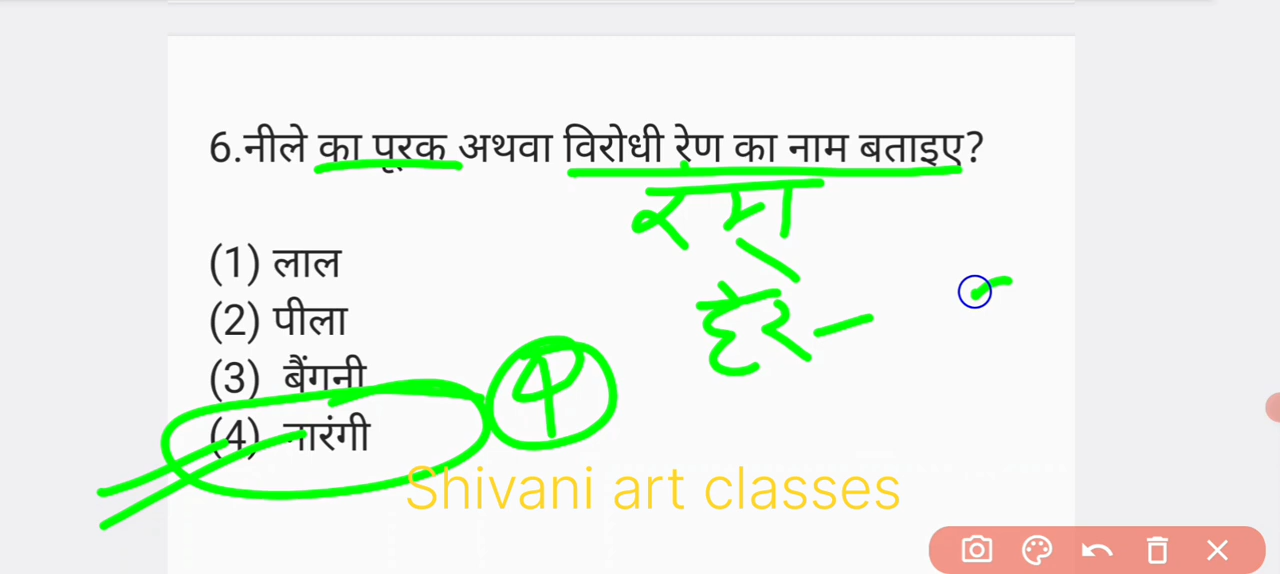 6.नीले का पूरक अथवा विरोधी रेण का नाम बताइए?
(1) लाल
(2) पीला
(3) बैंगनी
(4) नारंगी
4
Shivani art classes